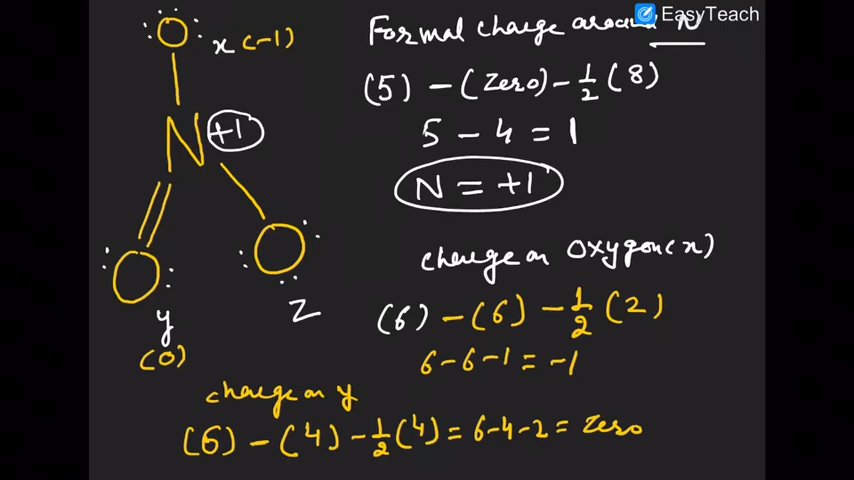 EasyTeach
Formal charge around N
(5) - (Zero) - 1/2 (8)
5 - 4 = 1
N = +1
O x (-1)
N +1
O O
y Z
(0)
charge on Oxygon(x)
(6) - (6) - 1/2 (2)
6 - 6 - 1 = -1
charge on y
(6) - (4) - 1/2 (4) = 6-4-2 = Zero